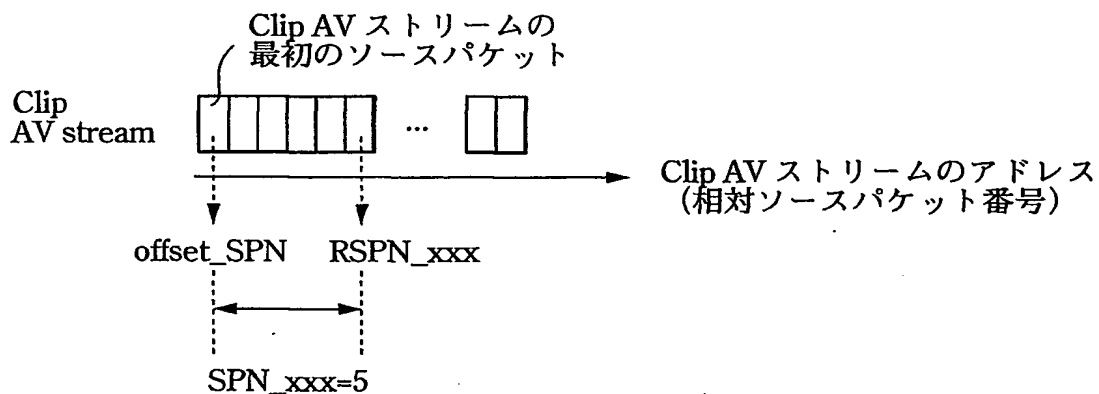 Clip AV ストリームの
最初のソースパケット
Clip
AV stream
...
Clip AV ストリームのアドレス
(相対ソースパケット番号)
offset_SPN RSPN_xxx
SPN_xxx=5